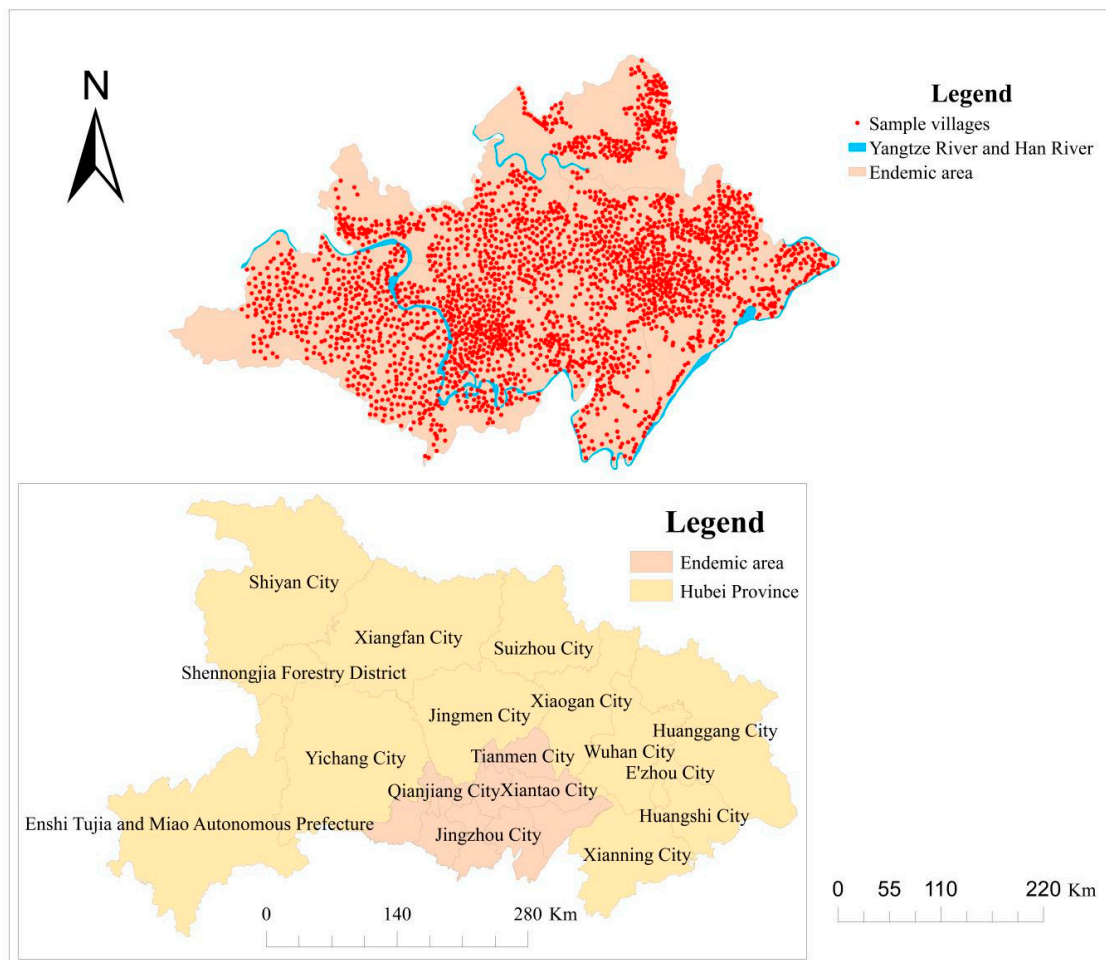 N
Legend
Sample villages
Yangtze River and Han River
Endemic area
Legend
Endemic area
Hubei Province
Shiyan City
Xiangfan City
Suizhou City
Shennongjia Forestry District
Xiaogan City
Jingmen City
Huanggang City
Yichang City
Tianmen City
Wuhan City
E'zhou City
Qianjiang City
Xiantao City
Huangshi City
Enshi Tujia and Miao Autonomous Prefecture
Jingzhou City
Xianning City
0 140 280 Km
0 55 110 220 Km